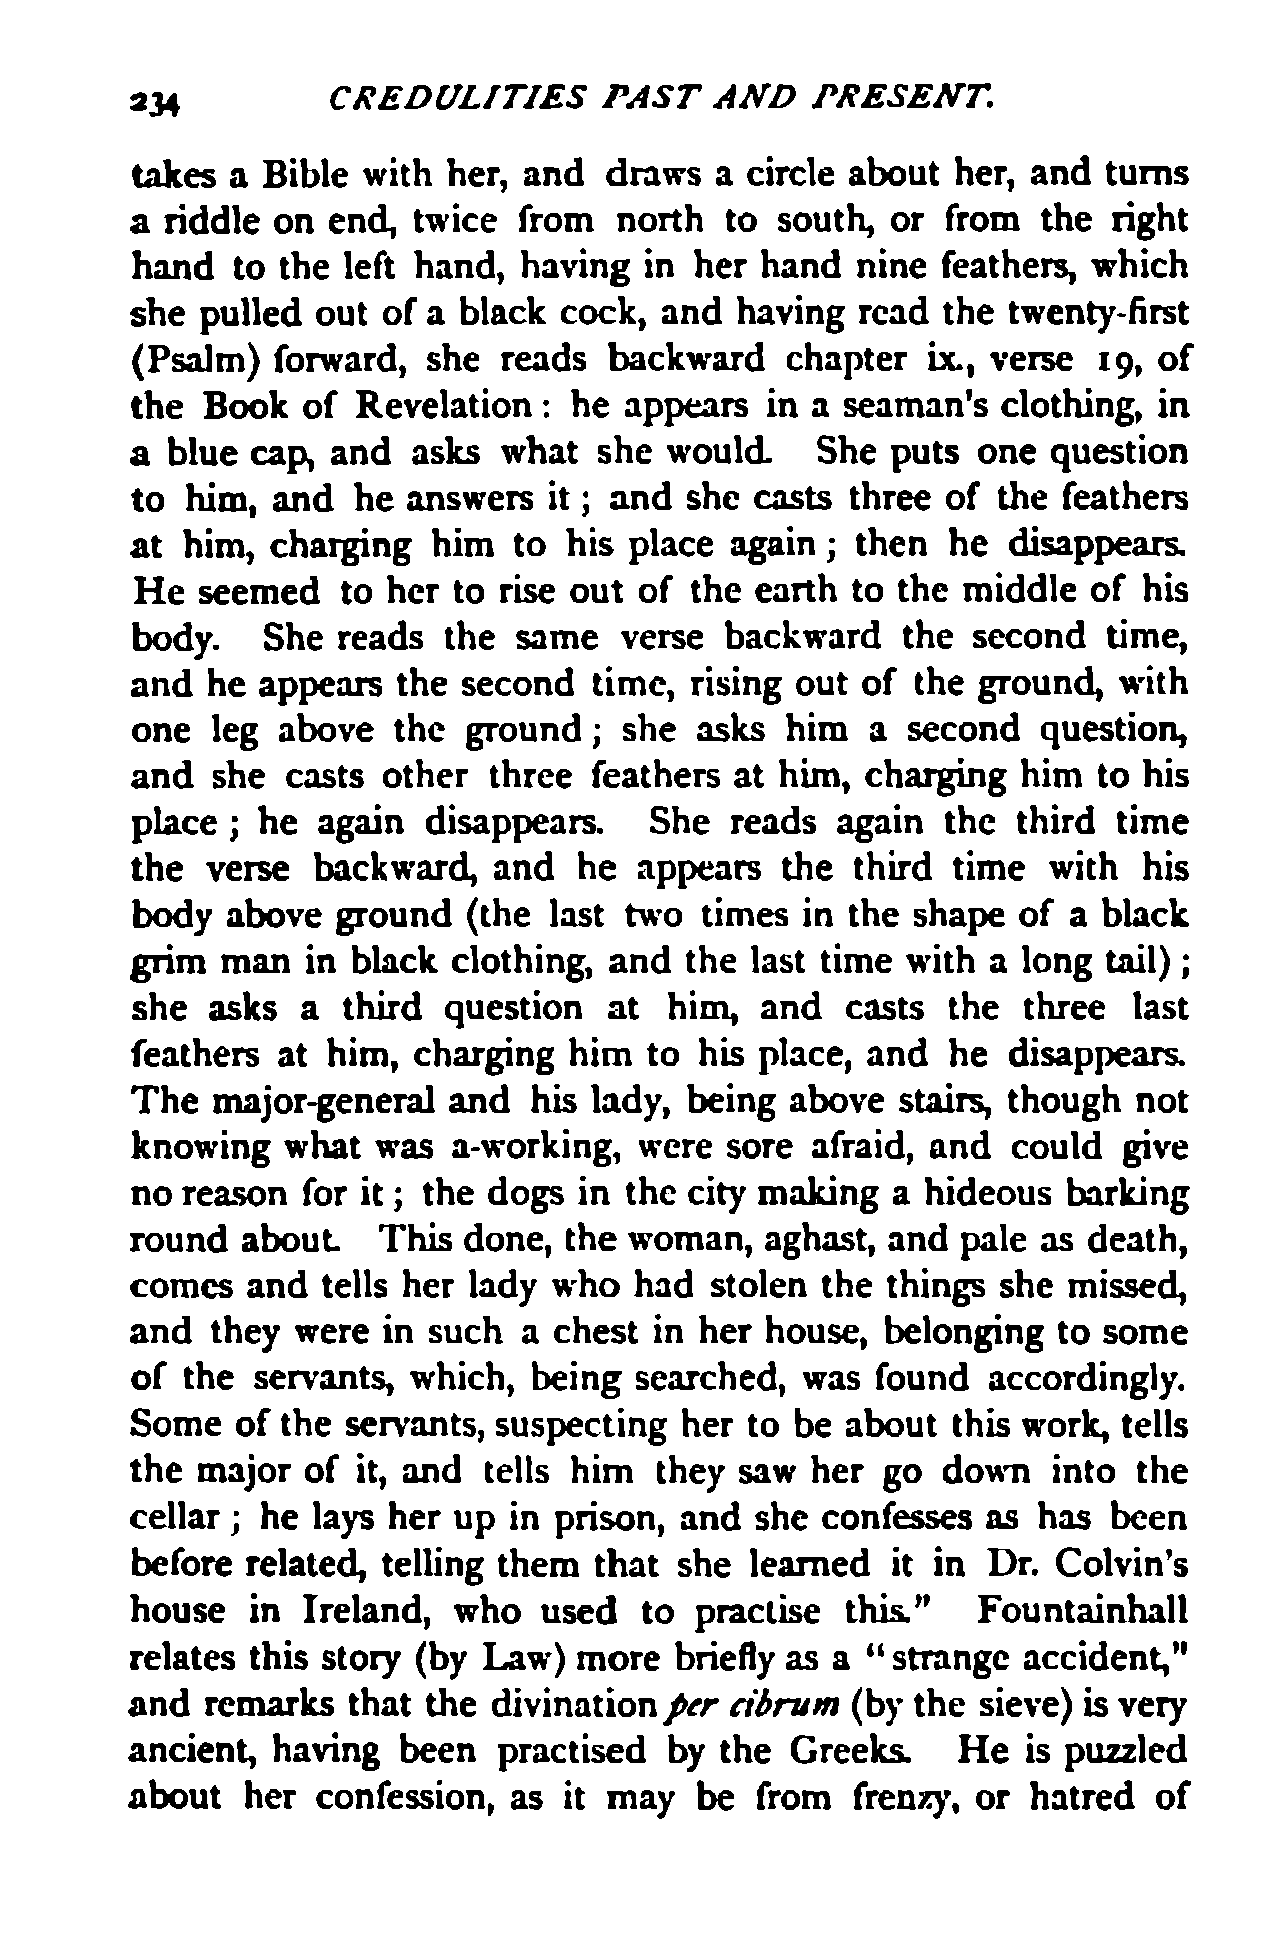 234 CREDULITIES PAST AND PRESENT.
takes a Bible with her, and draws a circle about her, and turns
a riddle on end, twice from north to south, or from the right
hand to the left hand, having in her hand nine feathers, which
she pulled out of a black cock, and having read the twenty-first
(Psalm) forward, she reads backward chapter ix., verse 19, of
the Book of Revelation : he appears in a seaman's clothing, in
a blue cap, and asks what she would. She puts one question
to him, and he answers it ; and she casts three of the feathers
at him, charging him to his place again ; then he disappears.
He seemed to her to rise out of the earth to the middle of his
body. She reads the same verse backward the second time,
and he appears the second time, rising out of the ground, with
one leg above the ground ; she asks him a second question,
and she casts other three feathers at him, charging him to his
place ; he again disappears. She reads again the third time
the verse backward, and he appears the third time with his
body above ground (the last two times in the shape of a black
grim man in black clothing, and the last time with a long tail) ;
she asks a third question at him, and casts the three last
feathers at him, charging him to his place, and he disappears.
The major-general and his lady, being above stairs, though not
knowing what was a-working, were sore afraid, and could give
no reason for it ; the dogs in the city making a hideous barking
round about. This done, the woman, aghast, and pale as death,
comes and tells her lady who had stolen the things she missed,
and they were in such a chest in her house, belonging to some
of the servants, which, being searched, was found accordingly.
Some of the servants, suspecting her to be about this work, tells
the major of it, and tells him they saw her go down into the
cellar ; he lays her up in prison, and she confesses as has been
before related, telling them that she learned it in Dr. Colvin's
house in Ireland, who used to practise this." Fountainhall
relates this story (by Law) more briefly as a "strange accident,"
and remarks that the divination per cibrum (by the sieve) is very
ancient, having been practised by the Greeks. He is puzzled
about her confession, as it may be from frenzy, or hatred of